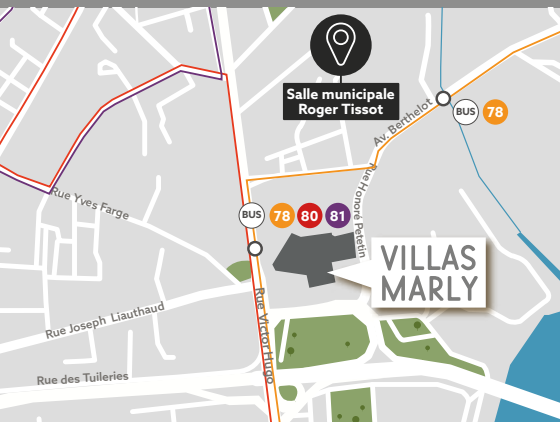 Salle municipale
Roger Tissot
Av. Berthelot
BUS 78
Rue Honoré Petetin
Rue Yves Farge
BUS 78 80 81
VILLAS
MARLY
Rue Victor Hugo
Rue Joseph Liauthaud
Rue des Tuileries